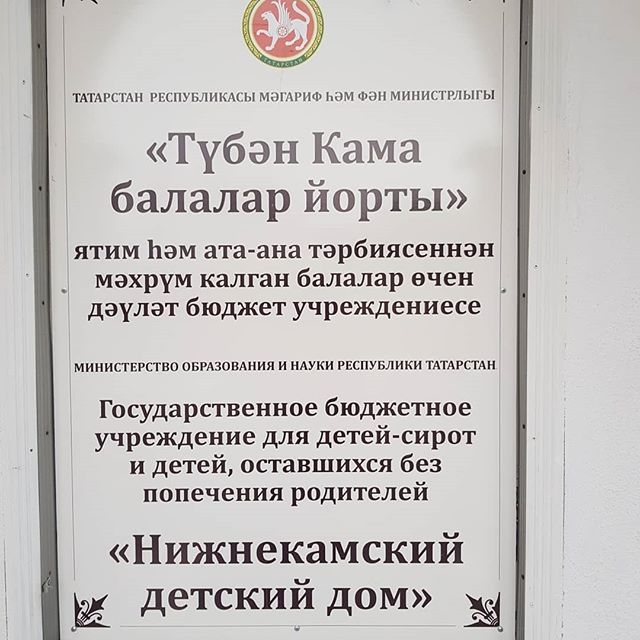 ТАТАРСТАН
ТАТАРСТАН РЕСПУБЛИКАСЫ МӘГАРИФ ҺӘМ ФӘН МИНИСТРЛЫГЫ
«Түбән Кама
балалар йорты»
ятим һәм ата-ана тәрбиясеннән
мәхрүм калган балалар өчен
дәүләт бюджет учреждениесе
МИНИСТЕРСТВО ОБРАЗОВАНИЯ И НАУКИ РЕСПУБЛИКИ ТАТАРСТАН
Государственное бюджетное
учреждение для детей-сирот
и детей, оставшихся без
попечения родителей
«Нижнекамский
детский дом»